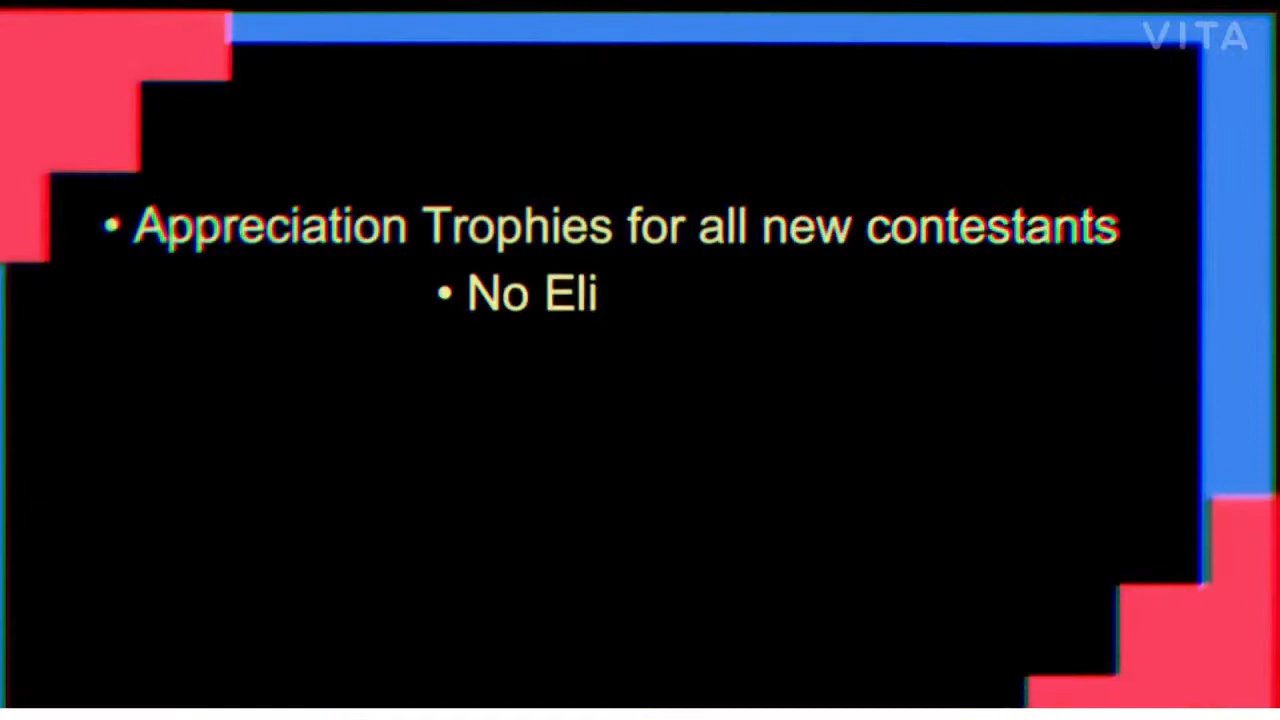 VITA
• Appreciation Trophies for all new contestants
• No Eli